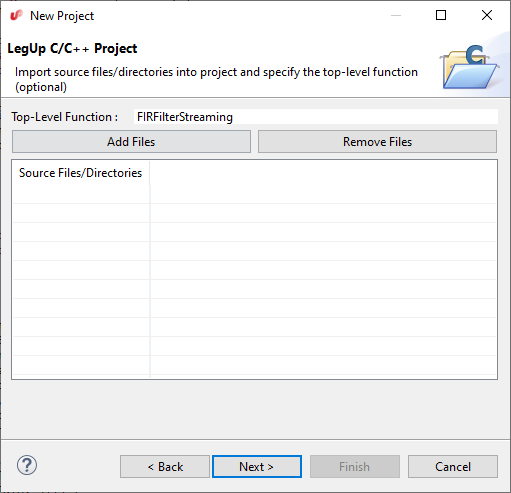 New Project
LegUp C/C++ Project
Import source files/directories into project and specify the top-level function
(optional)
Top-Level Function : FIRFilterStreaming
Add Files Remove Files
Source Files/Directories
? < Back Next > Finish Cancel